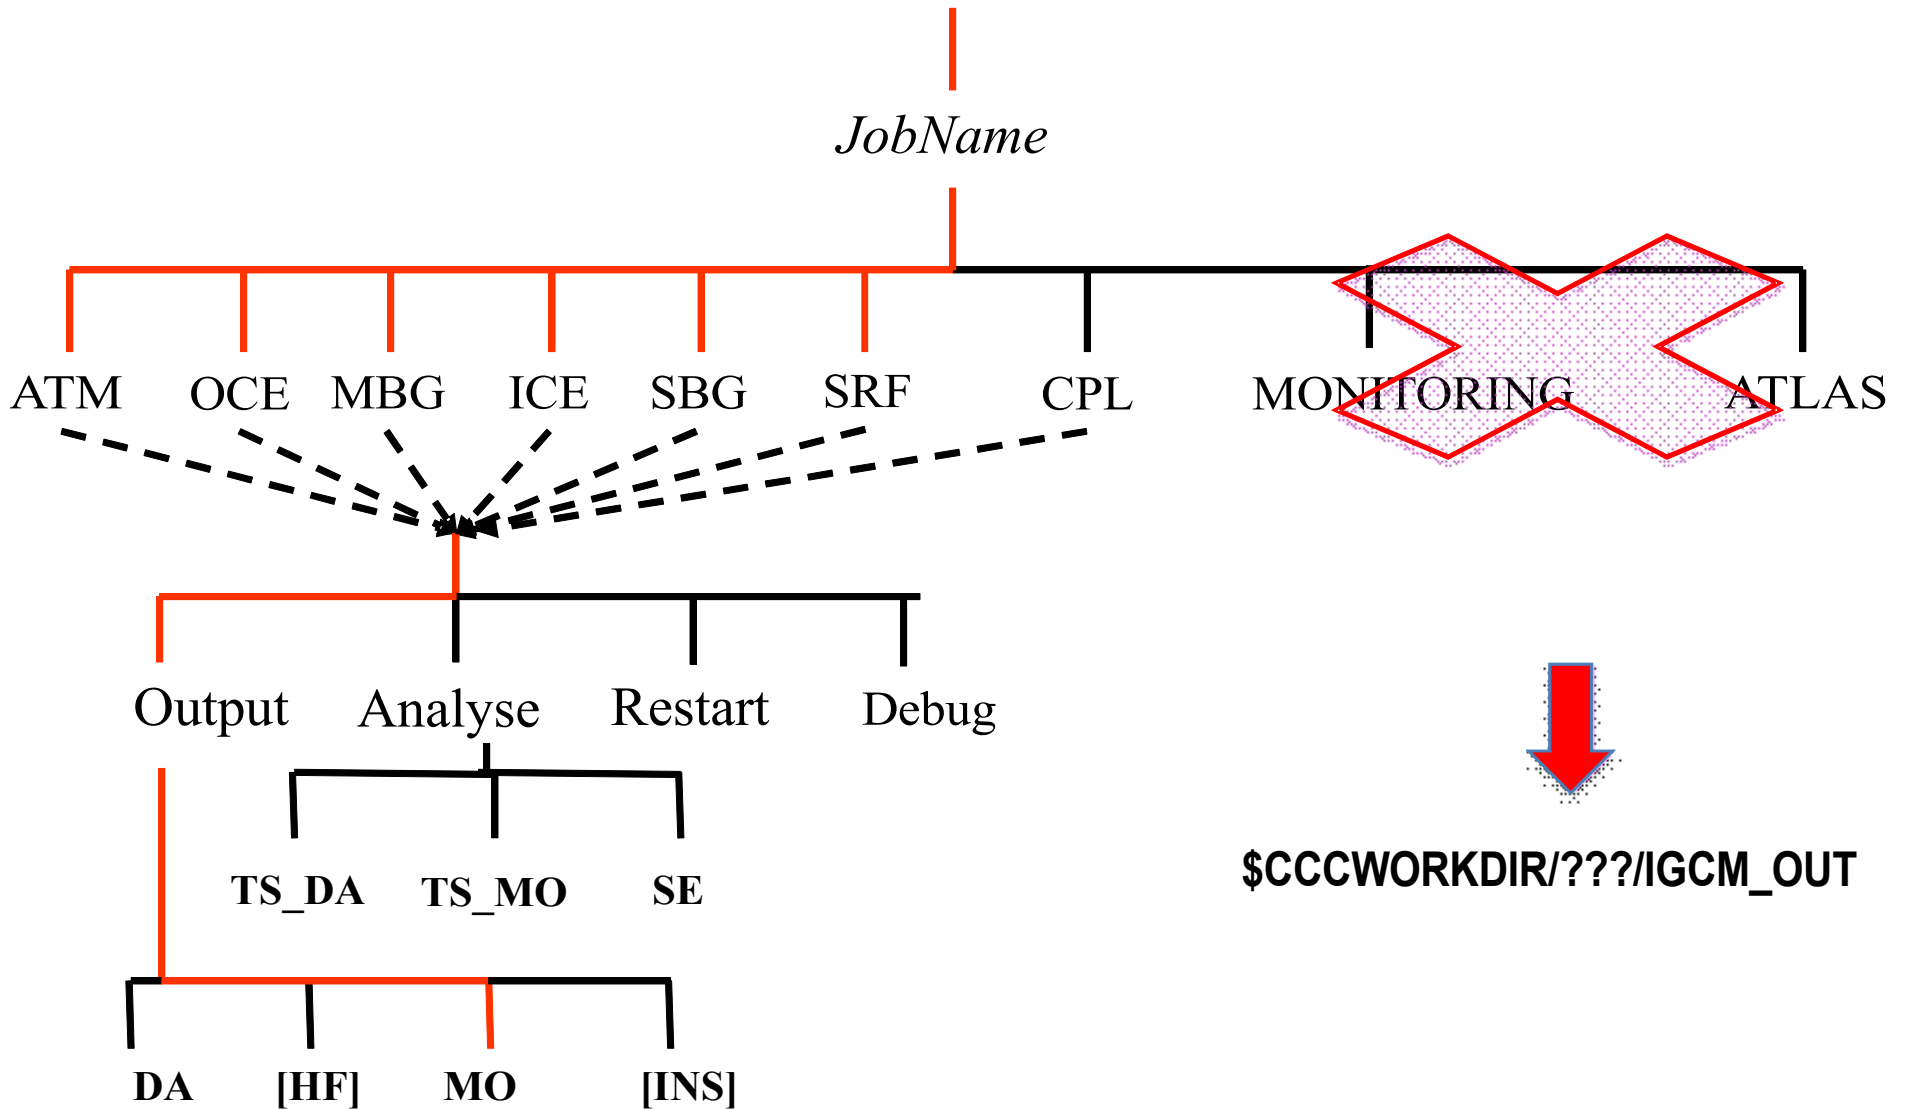 JobName
ATM OCE MBG ICE SBG SRF CPL MONITORING ATLAS
Output Analyse Restart Debug
TS_DA TS_MO SE
$CCCWORKDIR/???/IGCM_OUT
DA [HF] MO [INS]